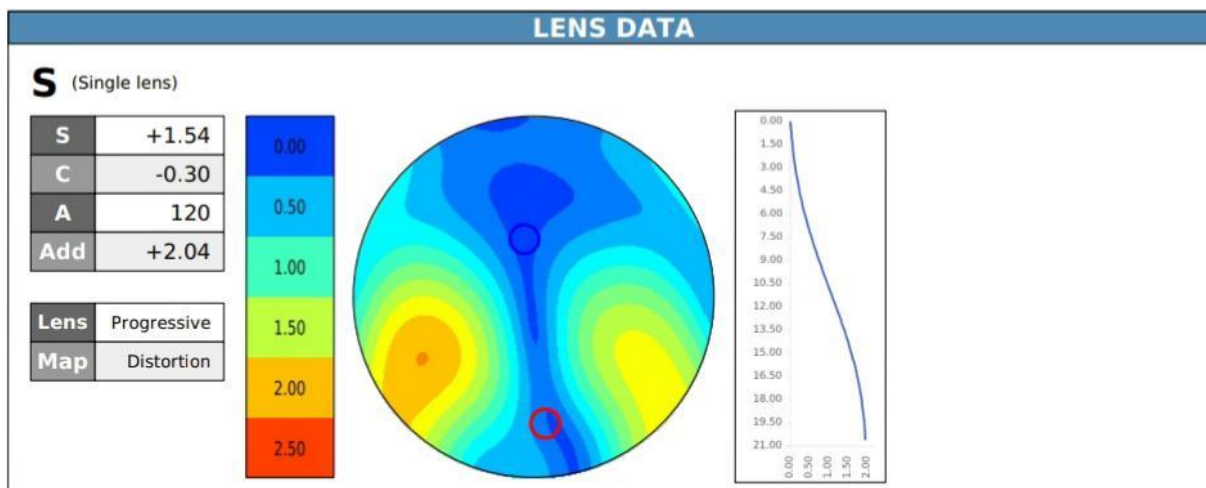 LENS DATA
S (Single lens)
S +1.54
C -0.30
A 120
Add +2.04
Lens Progressive
Map Distortion
0.00
0.50
1.00
1.50
2.00
2.50
0.00
1.50
3.00
4.50
6.00
7.50
9.00
10.50
12.00
13.50
15.00
16.50
18.00
19.50
21.00
0.00 0.50 1.00 1.50 2.00